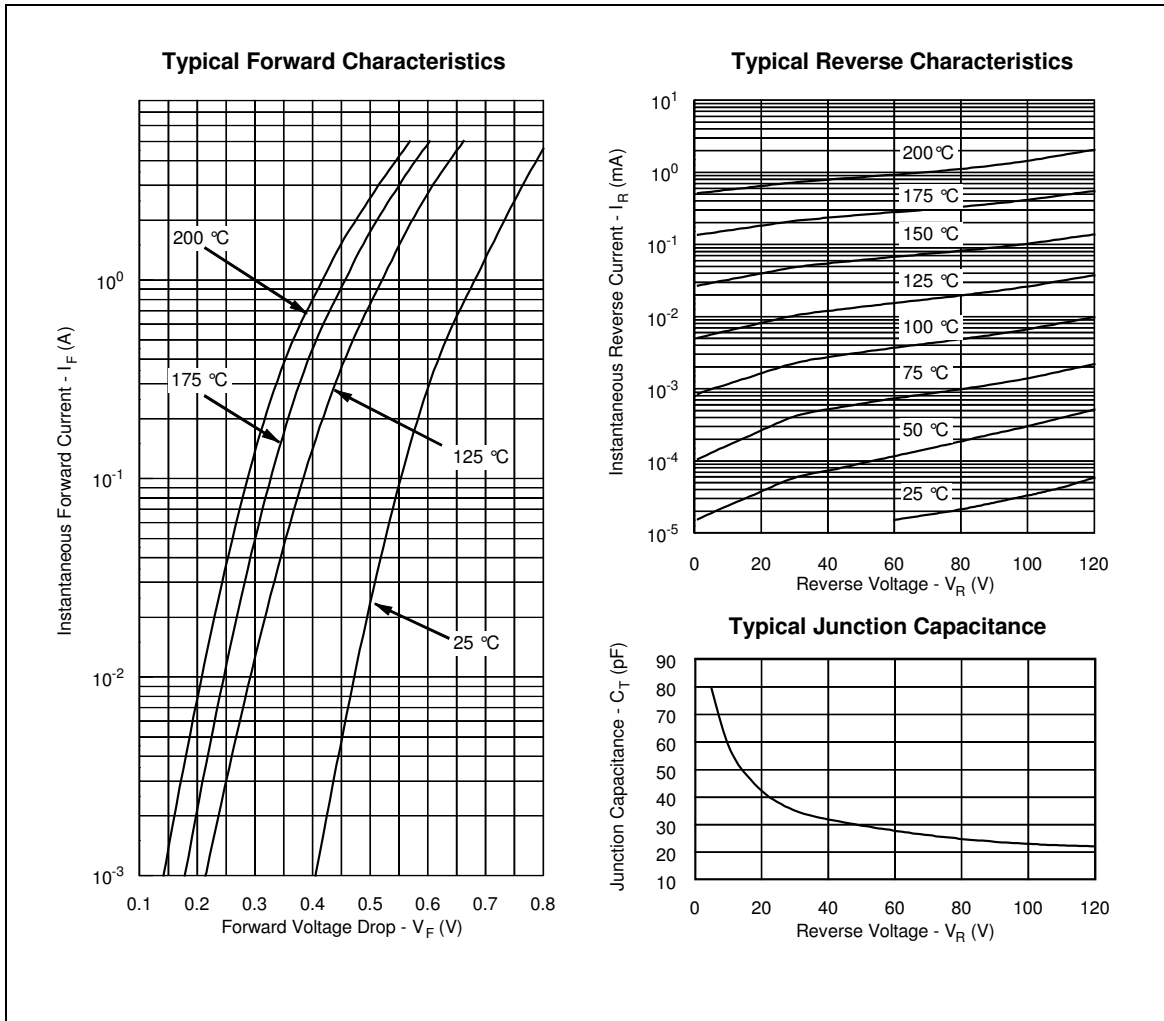 Typical Forward Characteristics
Instantaneous Forward Current - I_F (A)
10^0
10^-1
10^-2
10^-3
200 °C
175 °C
125 °C
25 °C
0.1 0.2 0.3 0.4 0.5 0.6 0.7 0.8
Forward Voltage Drop - V_F (V)
Typical Reverse Characteristics
Instantaneous Reverse Current - I_R (mA)
10^1
10^0
10^-1
10^-2
10^-3
10^-4
10^-5
200 °C
175 °C
150 °C
125 °C
100 °C
75 °C
50 °C
25 °C
0 20 40 60 80 100 120
Reverse Voltage - V_R (V)
Typical Junction Capacitance
Junction Capacitance - C_T (pF)
90
80
70
60
50
40
30
20
10
0 20 40 60 80 100 120
Reverse Voltage - V_R (V)